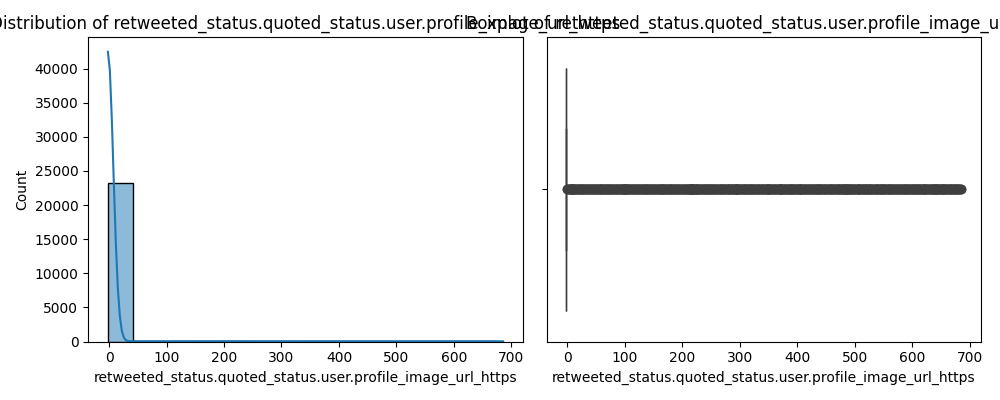 Distribution of retweeted_status.quoted_status.user.profile_image_url_https
Boxplot of retweeted_status.quoted_status.user.profile_image_u
40000
35000
30000
25000
20000
15000
10000
5000
0
Count
0 100 200 300 400 500 600 700
retweeted_status.quoted_status.user.profile_image_url_https
0 100 200 300 400 500 600 700
retweeted_status.quoted_status.user.profile_image_url_https